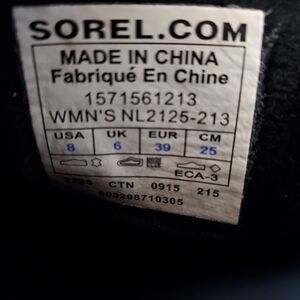 SOREL.COM
MADE IN CHINA
Fabriqué En Chine
1571561213
WMN'S NL2125-213
USA UK EUR CM
8 6 39 25
ECA-3
CTN 0915 215
803298710305